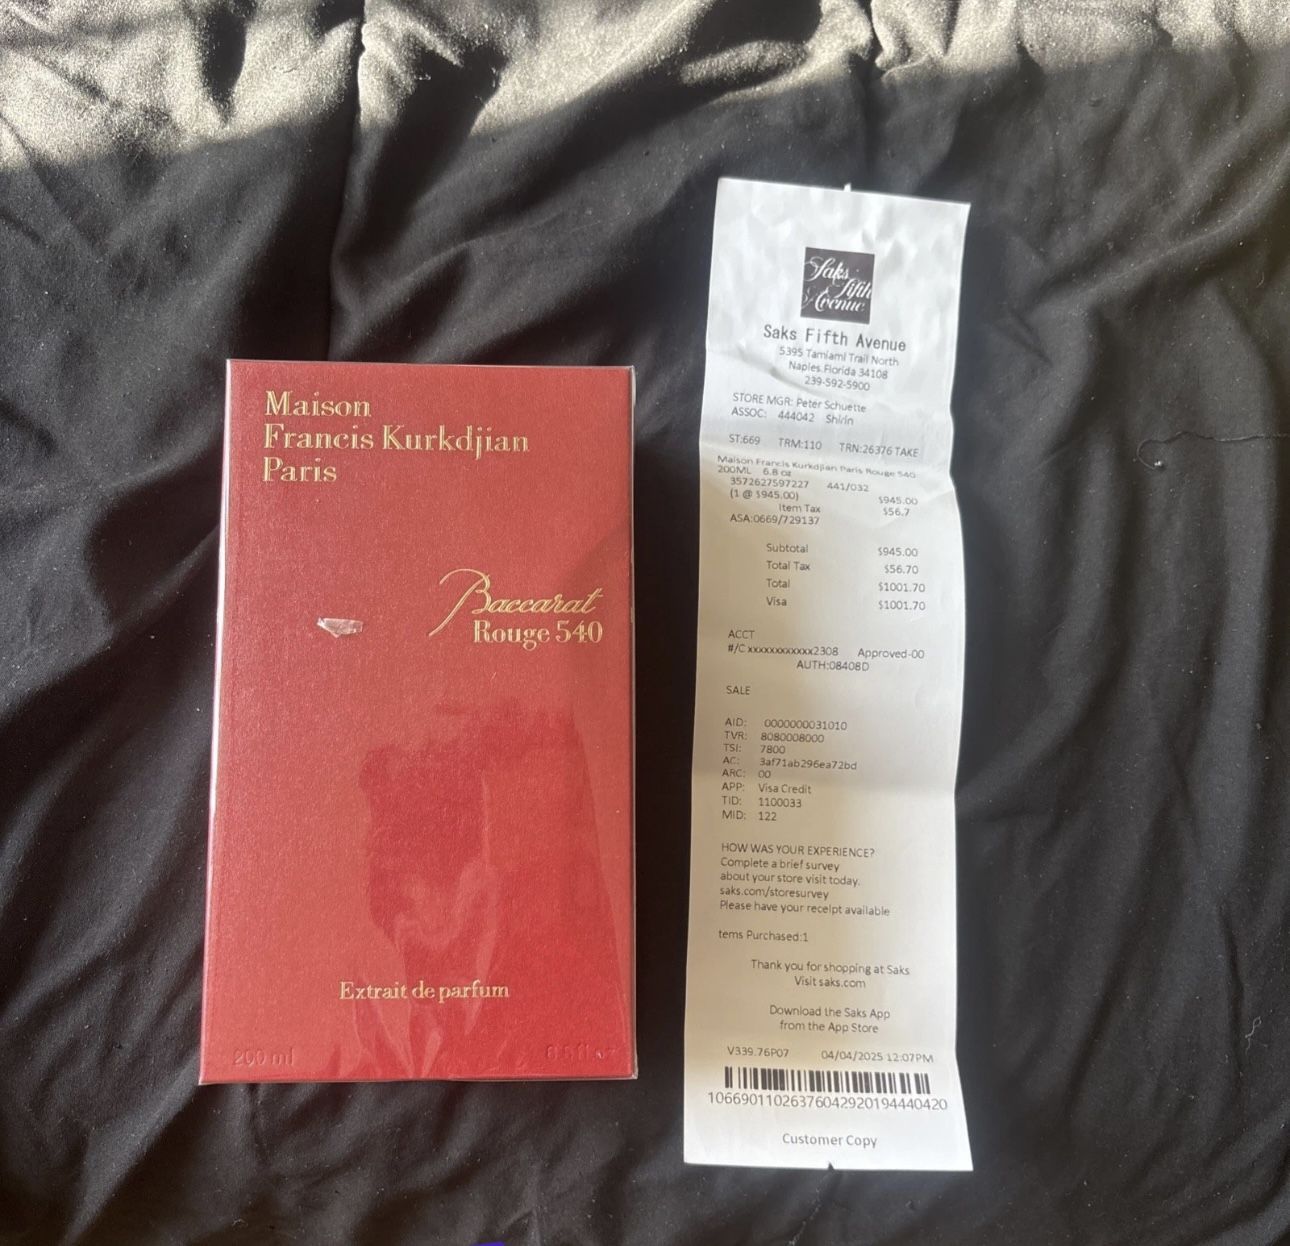 Maison
Francis Kurkdjian
Paris
Baccarat
Rouge 540
Extrait de parfum
200 ml
Saks
fifth
Avenue
Saks Fifth Avenue
5395 Tamiami Trail North
Naples.Florida 34108
239-592-5900
STORE MGR: Peter Schuette
ASSOC: 444042 Shirin
ST:669 TRM:110 TRN:26376 TAKE
Maison Francis Kurkdjian Paris Rouge 540
200ML 6.8 oz
3572627597227 441/032 $945.00
(1 @ $945.00) $56.7
Item Tax
ASA:0669/729137
Subtotal $945.00
Total Tax $56.70
Total $1001.70
Visa $1001.70
ACCT
#/C xxxxxxxxxxxx2308 Approved-00
AUTH:08408D
SALE
AID: 0000000031010
TVR: 8080008000
TSI: 7800
AC: 3af71ab296ea72bd
ARC: 00
APP: Visa Credit
TID: 1100033
MID: 122
HOW WAS YOUR EXPERIENCE?
Complete a brief survey
about your store visit today.
saks.com/storesurvey
Please have your receipt available
tems Purchased:1
Thank you for shopping at Saks
Visit saks.com
Download the Saks App
from the App Store
V339.76P07 04/04/2025 12:07PM
10669011026376042920194440420
Customer Copy